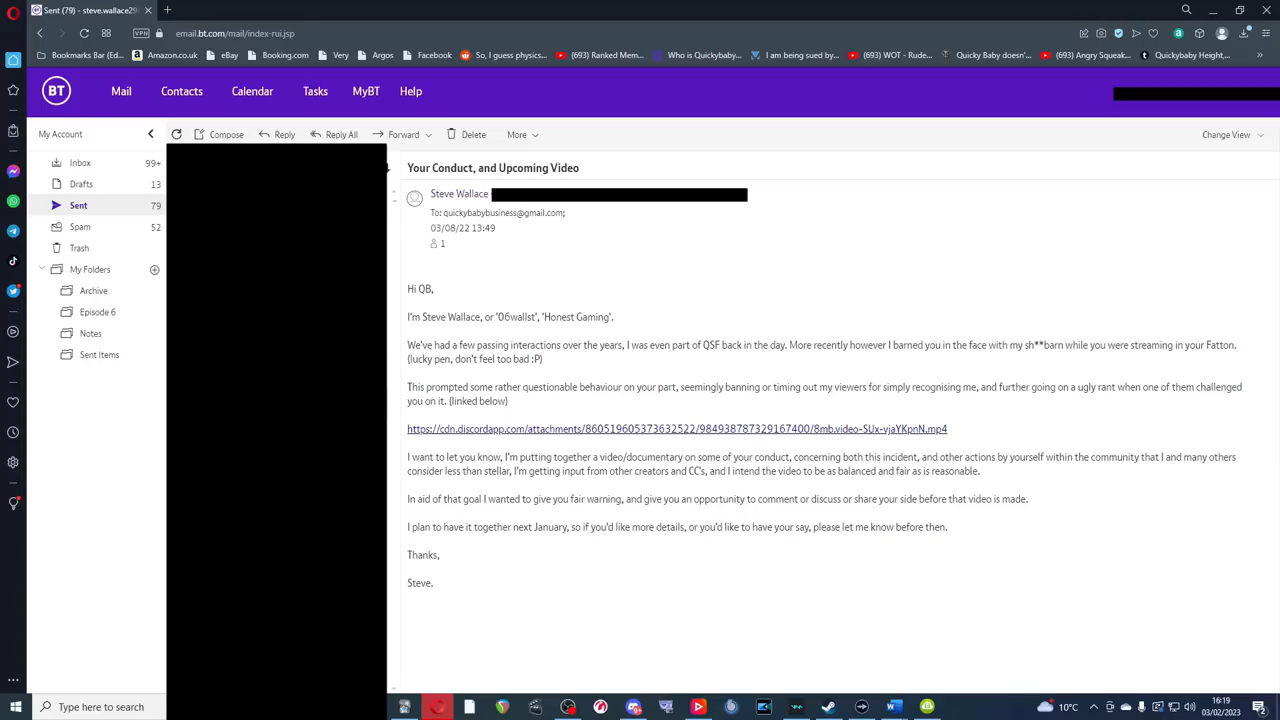 Sent (79) - steve.wallace29
VPN
email.bt.com/mail/index-rui.jsp
Bookmarks Bar (Ed...
Amazon.co.uk
eBay
Booking.com
Very
Argos
Facebook
So, I guess physics...
(693) Ranked Mem...
Who is Quickybaby...
I am being sued by...
(693) WOT - Rude...
Quicky Baby doesn'...
(693) Angry Squeak...
Quickybaby Height,...
BT
Mail
Contacts
Calendar
Tasks
MyBT
Help
My Account
Compose
Reply
Reply All
Forward
Delete
More
Change View
Inbox 99+
Drafts 13
Sent 79
Spam 52
Trash
My Folders
Archive
Episode 6
Notes
Sent Items
Your Conduct, and Upcoming Video
Steve Wallace
To: quickybabybusiness@gmail.com;
03/08/22 13:49
1
Hi QB,
I'm Steve Wallace, or '06wallst', 'Honest Gaming'.
We've had a few passing interactions over the years, I was even part of QSF back in the day. More recently however I barned you in the face with my sh**barn while you were streaming in your Fatton.
(lucky pen, don't feel too bad :P)
This prompted some rather questionable behaviour on your part, seemingly banning or timing out my viewers for simply recognising me, and further going on a ugly rant when one of them challenged
you on it. (linked below)
https://cdn.discordapp.com/attachments/860519605373632522/984938787329167400/8mb.video-SUx-vjaYKpnN.mp4
I want to let you know, I'm putting together a video/documentary on some of your conduct, concerning both this incident, and other actions by yourself within the community that I and many others
consider less than stellar, I'm getting input from other creators and CC's, and I intend the video to be as balanced and fair as is reasonable.
In aid of that goal I wanted to give you fair warning, and give you an opportunity to comment or discuss or share your side before that video is made.
I plan to have it together next January, so if you'd like more details, or you'd like to have your say, please let me know before then.
Thanks,
Steve.
Type here to search
10°C
16:19
03/02/2023